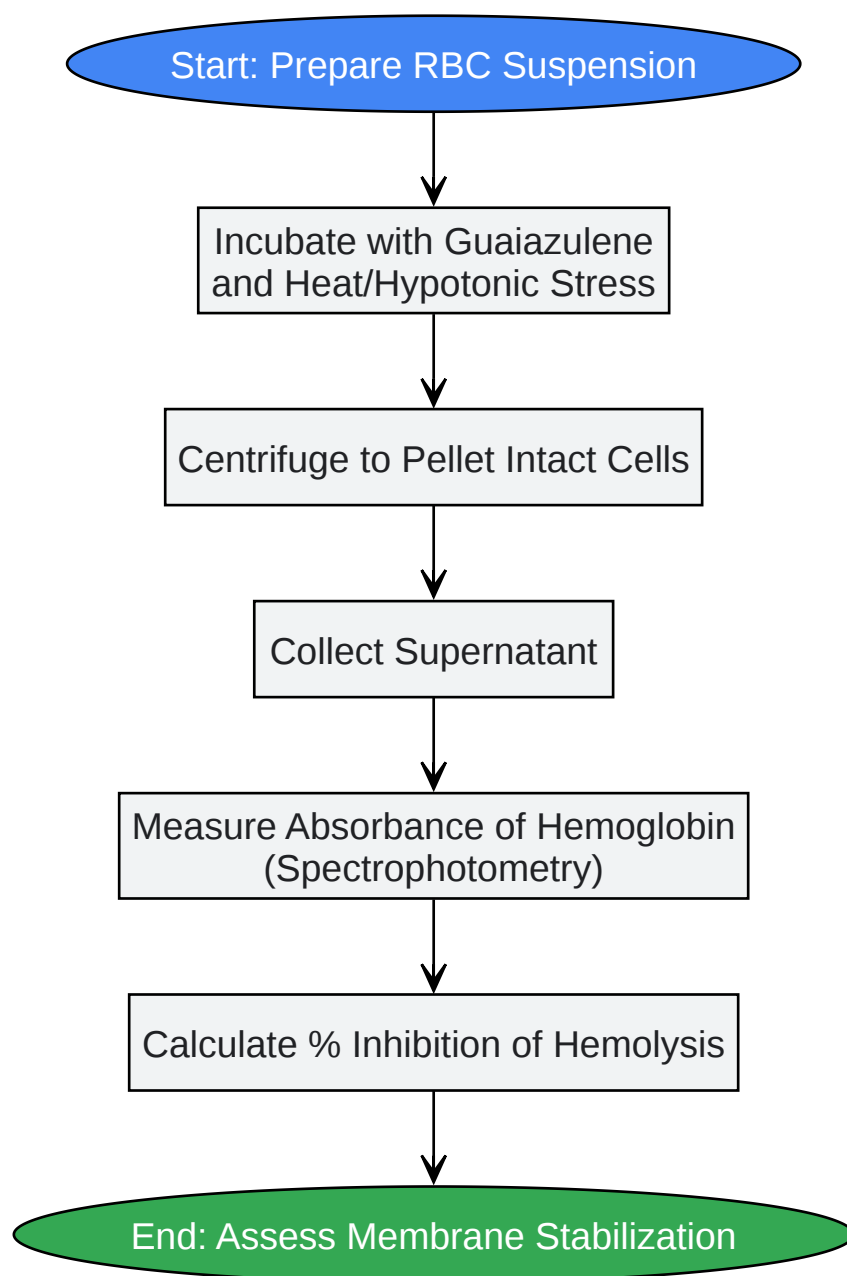 Start: Prepare RBC Suspension
Incubate with Guaiazulene
and Heat/Hypotonic Stress
Centrifuge to Pellet Intact Cells
Collect Supernatant
Measure Absorbance of Hemoglobin
(Spectrophotometry)
Calculate % Inhibition of Hemolysis
End: Assess Membrane Stabilization